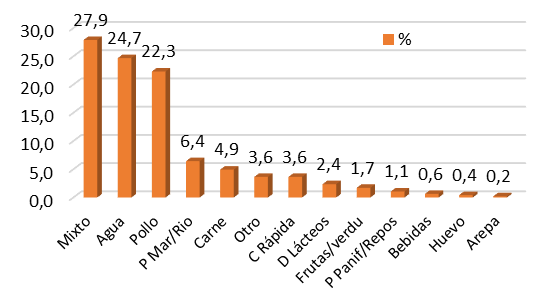 27,9
24,7
22,3
6,4
4,9
3,6
3,6
2,4
1,7
1,1
0,6
0,4
0,2
%
30,0
25,0
20,0
15,0
10,0
5,0
0,0
Mixto
Agua
Pollo
P Mar/Rio
Carne
Otro
C Rápida
D Lácteos
Frutas/verdu
P Panif/Repos
Bebidas
Huevo
Arepa